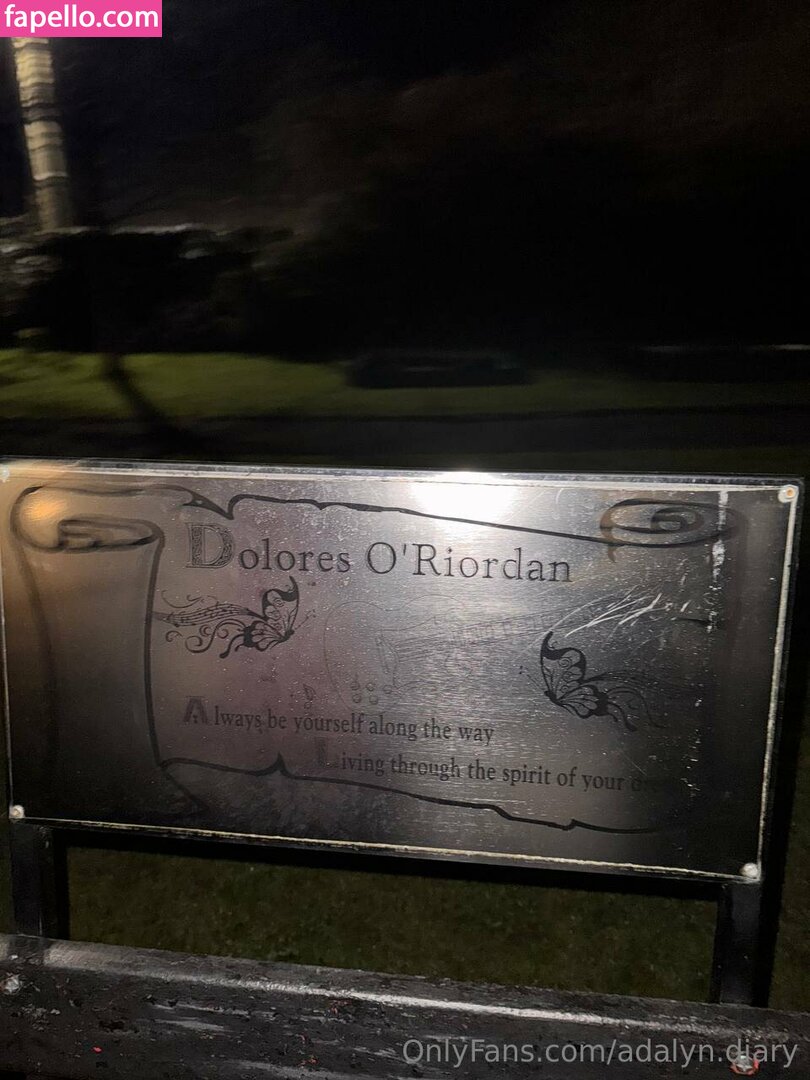 fapello.com
Dolores O'Riordan
Always be yourself along the way
Living through the spirit of your
OnlyFans.com/adalyn.diary